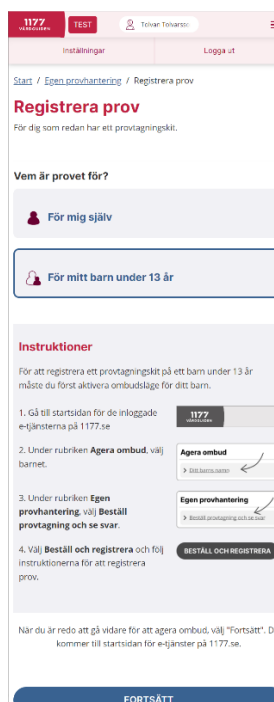 1177
VÅRDGUIDEN
TEST
Tolvan Tolvarsson
Inställningar
Logga ut
Start / Egen provhantering / Registrera prov
Registrera prov
För dig som redan har ett provtagningskit.
Vem är provet för?
För mig själv
För mitt barn under 13 år
Instruktioner
För att registrera ett provtagningskit på ett barn under 13 år
måste du först aktivera ombudsläge för ditt barn.
1. Gå till startsidan för de inloggade
e-tjänsterna på 1177.se
1177
VÅRDGUIDEN
2. Under rubriken Agera ombud, välj
barnet.
Agera ombud
> Ditt barns namn
3. Under rubriken Egen
provhantering, välj Beställ
provtagning och se svar.
Egen provhantering
> Beställ provtagning och se svar
4. Välj Beställ och registrera och följ
instruktionerna för att registrera
prov.
BESTÄLL OCH REGISTRERA
När du är redo att gå vidare för att agera ombud, välj "Fortsätt". D
kommer till startsidan för e-tjänster på 1177.se.
FORTSÄTT